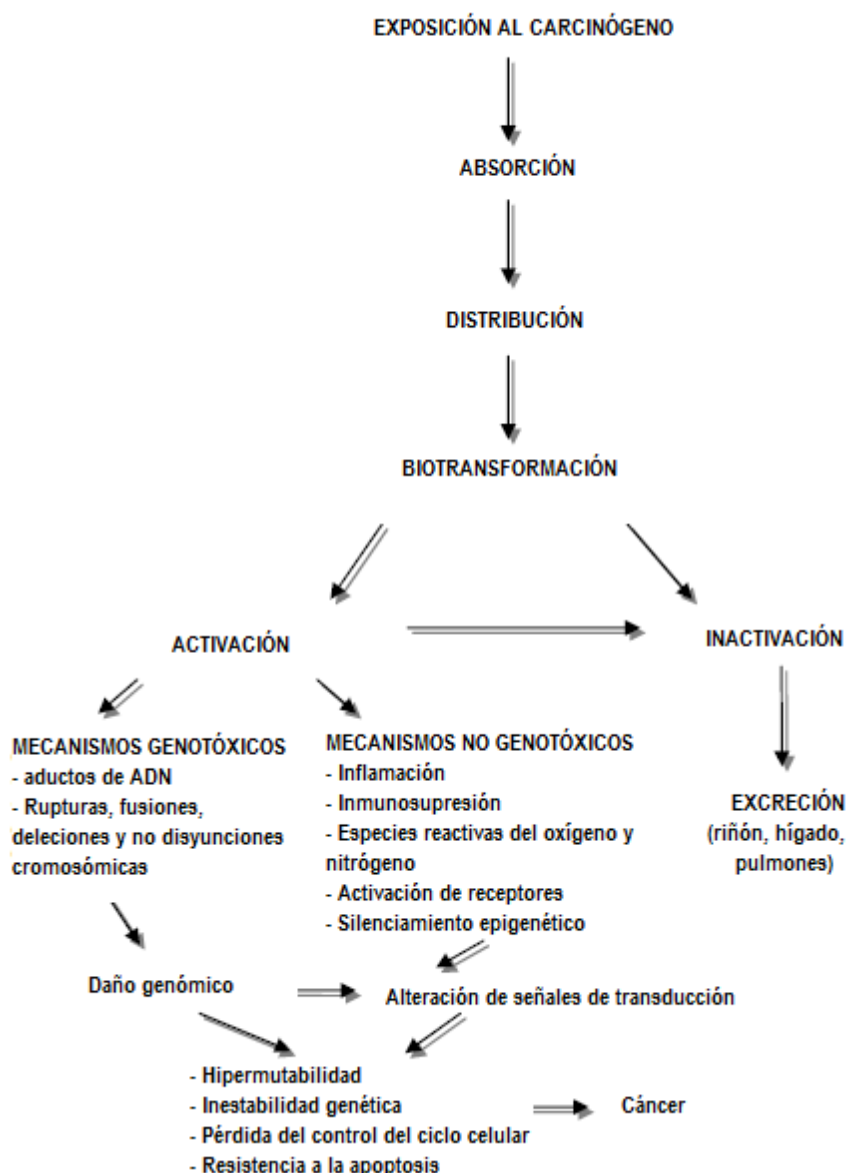 EXPOSICIÓN AL CARCINÓGENO
ABSORCIÓN
DISTRIBUCIÓN
BIOTRANSFORMACIÓN
ACTIVACIÓN
INACTIVACIÓN
MECANISMOS GENOTÓXICOS
- aductos de ADN
- Rupturas, fusiones,
deleciones y no disyunciones
cromosómicas
MECANISMOS NO GENOTÓXICOS
- Inflamación
- Inmunosupresión
- Especies reactivas del oxígeno y
nitrógeno
- Activación de receptores
- Silenciamiento epigenético
EXCRECIÓN
(riñón, hígado,
pulmones)
Daño genómico
Alteración de señales de transducción
- Hipermutabilidad
- Inestabilidad genética
- Pérdida del control del ciclo celular
- Resistencia a la apoptosis
Cáncer